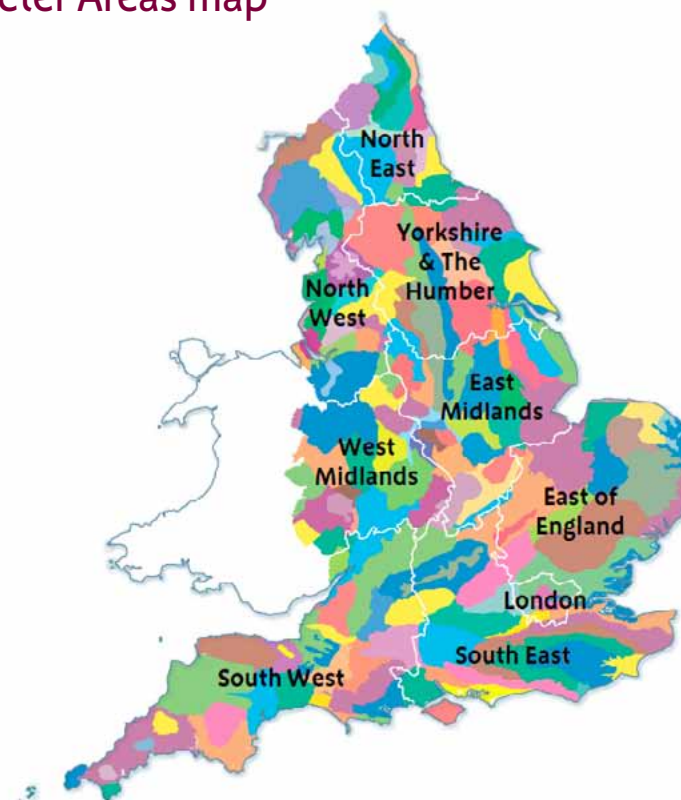 Areas map
North
East
Yorkshire
& The
Humber
North
West
East
Midlands
West
Midlands
East of
England
London
South East
South West